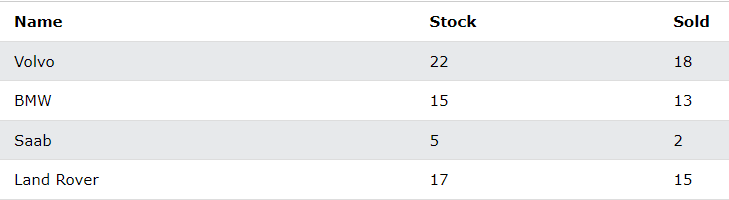 Name Stock Sold
Volvo 22 18
BMW 15 13
Saab 5 2
Land Rover 17 15